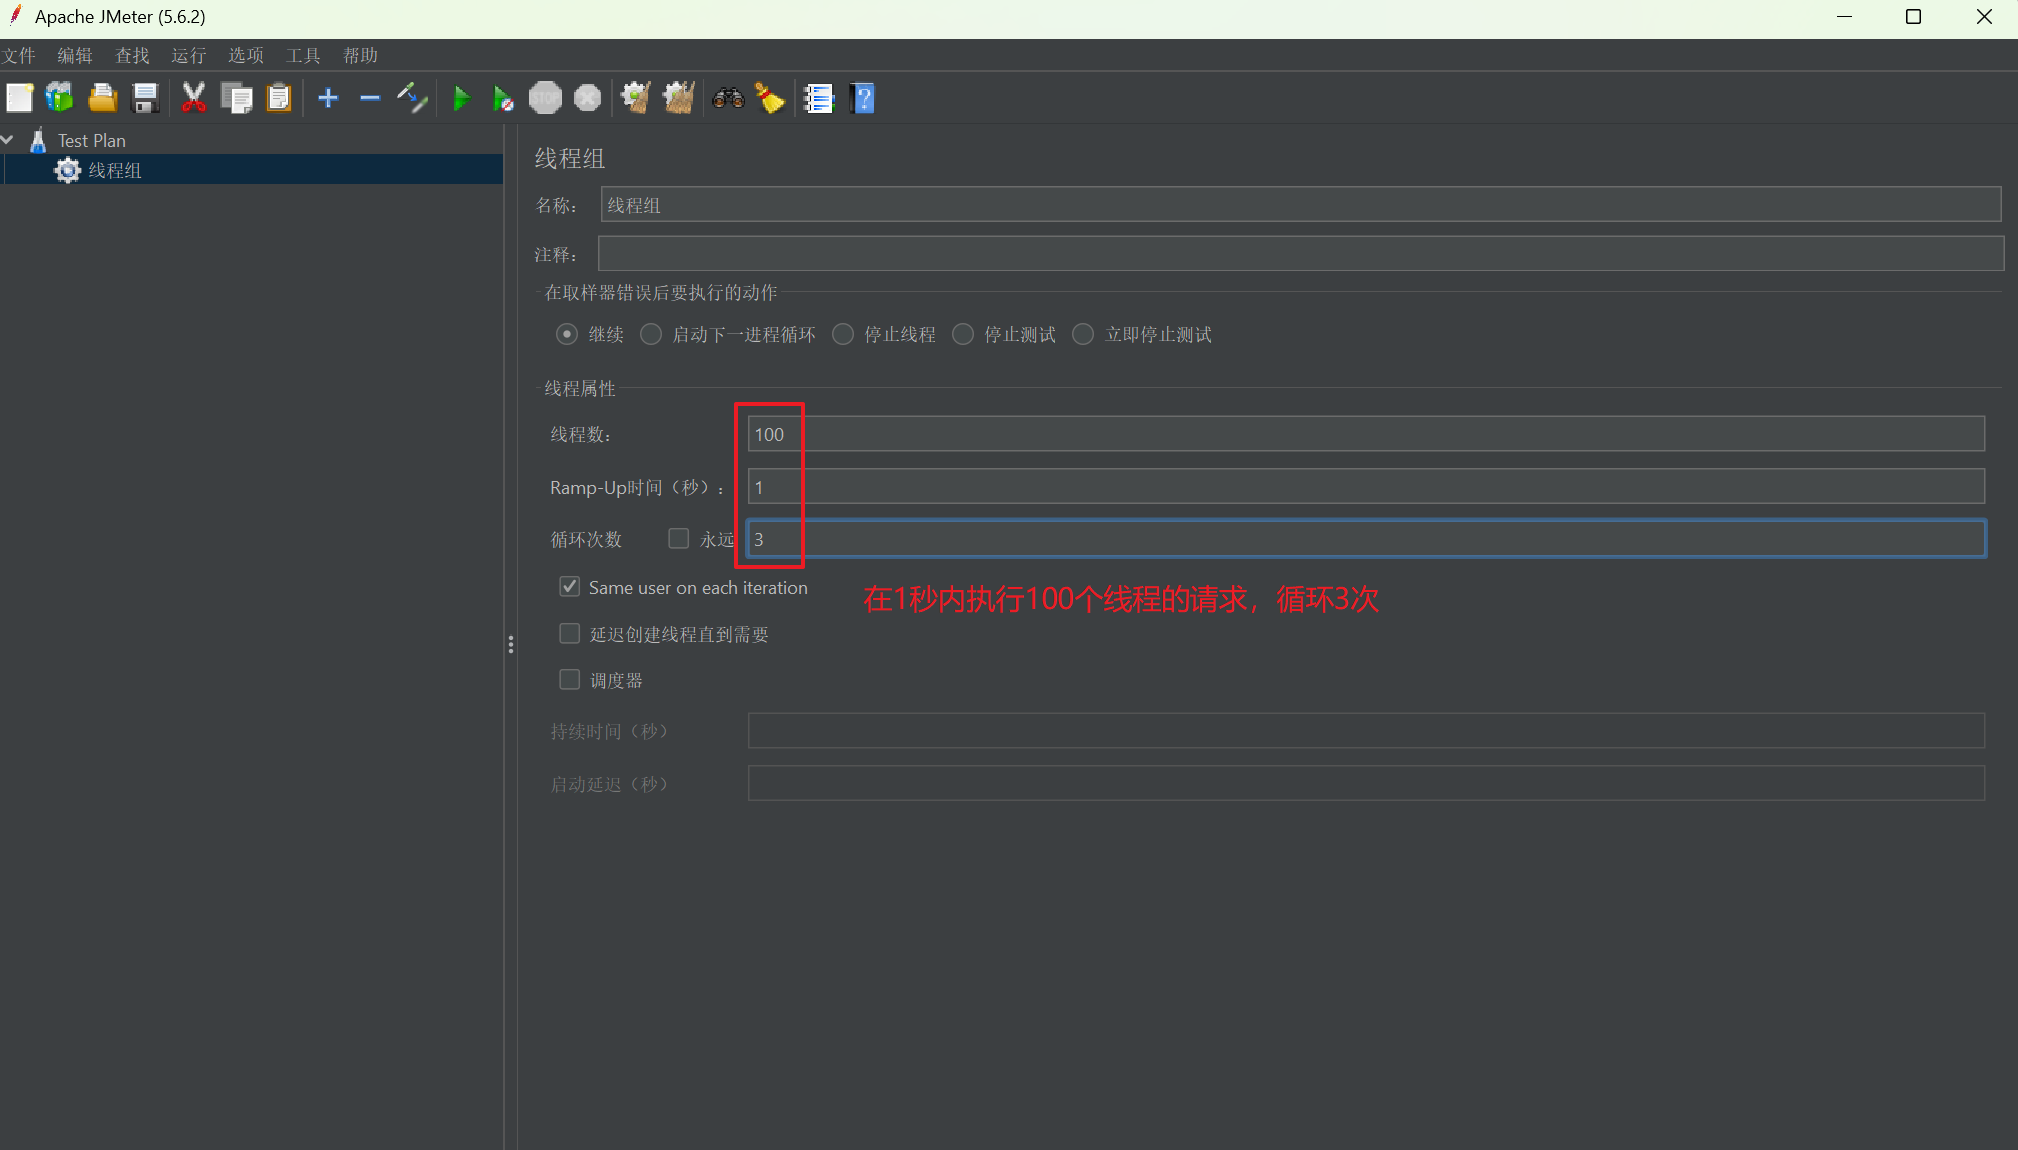 Apache JMeter (5.6.2)
文件 编辑 查找 运行 选项 工具 帮助
STOP
Test Plan
线程组
线程组
名称： 线程组
注释：
在取样器错误后要执行的动作
继续 启动下一进程循环 停止线程 停止测试 立即停止测试
线程属性
线程数： 100
Ramp-Up时间（秒）： 1
循环次数 永远 3
Same user on each iteration
在1秒内执行100个线程的请求，循环3次
延迟创建线程直到需要
调度器
持续时间（秒）
启动延迟（秒）